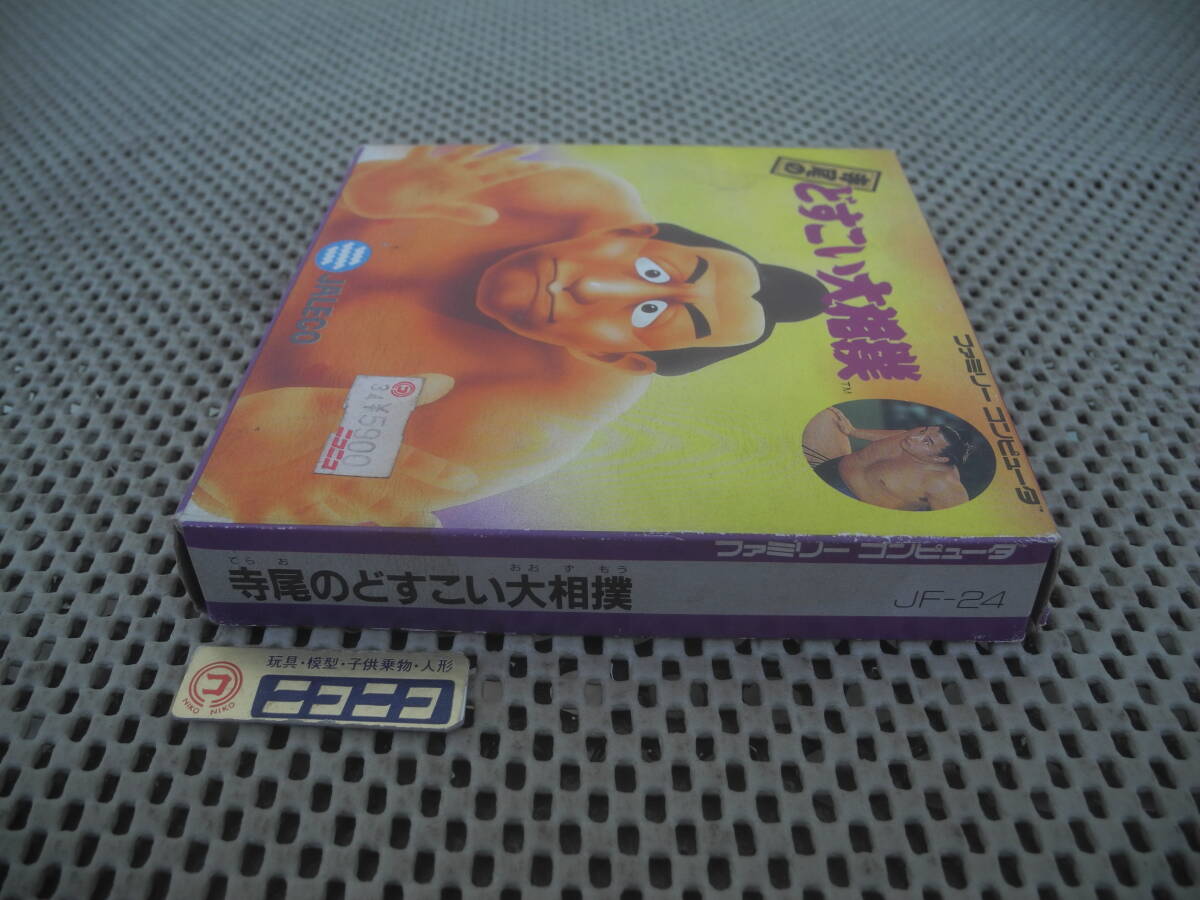 寺尾の
どすこい大相撲
TM
ファミリー コンピュータ
JALECO
34 ¥5900
ニコニコ
ファミリー コンピュータ
てらお おおずもう
寺尾のどすこい大相撲
JF-24
玩具・模型・子供乗物・人形
ニコニコ
NIKO NIKO